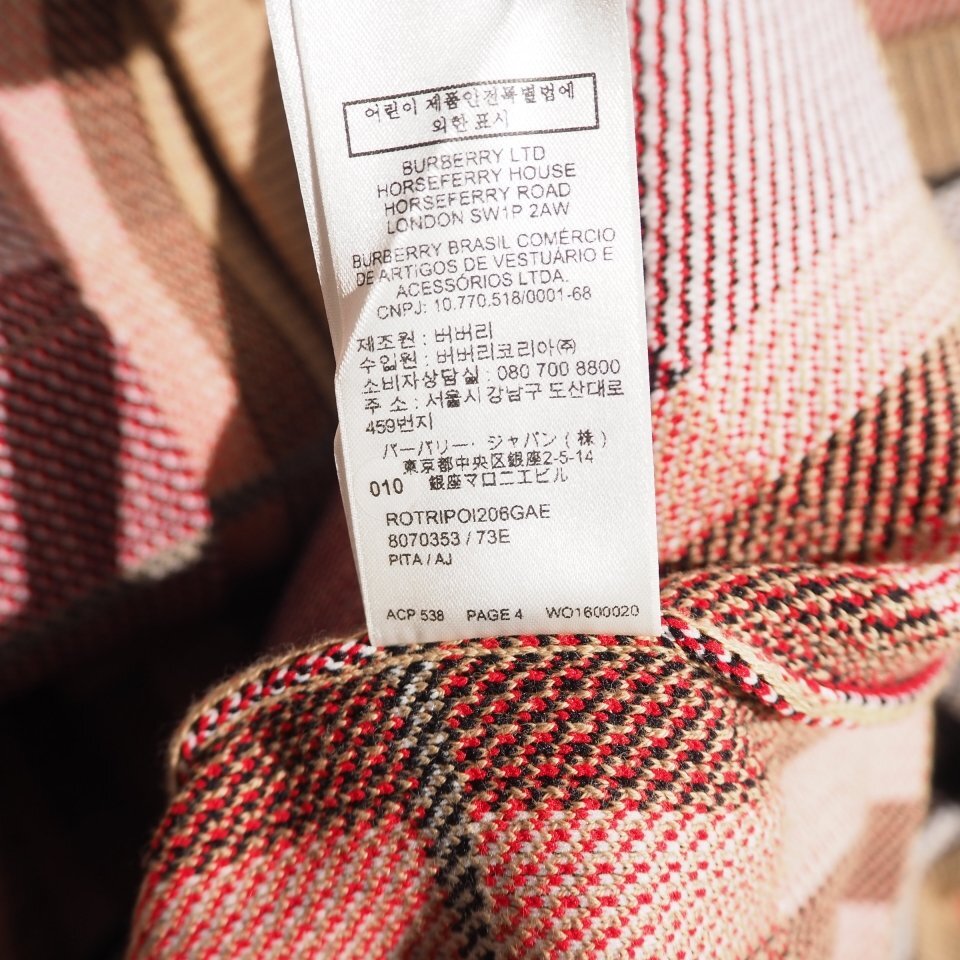 어린이 제품안전특별법에
의한 표시
BURBERRY LTD
HORSEFERRY HOUSE
HORSEFERRY ROAD
LONDON SW1P 2AW
BURBERRY BRASIL COMÉRCIO
DE ARTIGOS DE VESTUÁRIO E
ACESSÓRIOS LTDA.
CNPJ: 10.770.518/0001-68
제조원 : 버버리
수입원 : 버버리코리아㈜
소비자상담실 : 080 700 8800
주 소 : 서울시 강남구 도산대로
459번지
バーバリー・ジャパン(株)
東京都中央区銀座2-5-14
010 銀座マロニエビル
ROTRIPOI206GAE
8070353 / 73E
PITA / AJ
ACP 538 PAGE 4 WO1600020